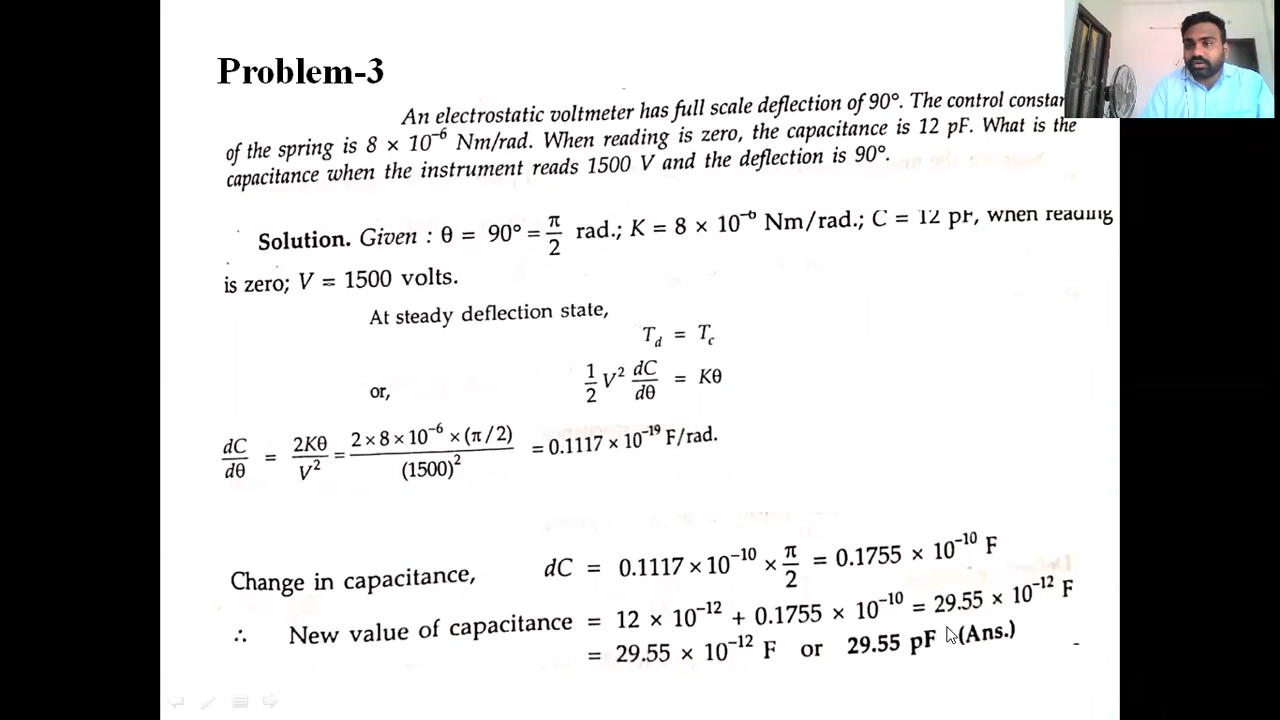 Problem-3
An electrostatic voltmeter has full scale deflection of 90°. The control
of the spring is 8 × 10⁻⁶ Nm/rad. When reading is zero, the capacitance is 12 pF. What is the
capacitance when the instrument reads 1500 V and the deflection is 90°.
Solution. Given : θ = 90° = π/2 rad.; K = 8 × 10⁻⁶ Nm/rad.; C = 12 pF, when reading
is zero; V = 1500 volts.
At steady deflection state,
T_d = T_c
or, 1/2 V² dC/dθ = Kθ
dC/dθ = 2Kθ/V² = 2×8×10⁻⁶×(π/2)/(1500)² = 0.1117×10⁻¹⁹ F/rad.
Change in capacitance, dC = 0.1117×10⁻¹⁰ × π/2 = 0.1755 × 10⁻¹⁰ F
∴ New value of capacitance = 12 × 10⁻¹² + 0.1755 × 10⁻¹⁰ = 29.55 × 10⁻¹² F
= 29.55 × 10⁻¹² F or 29.55 pF (Ans.)